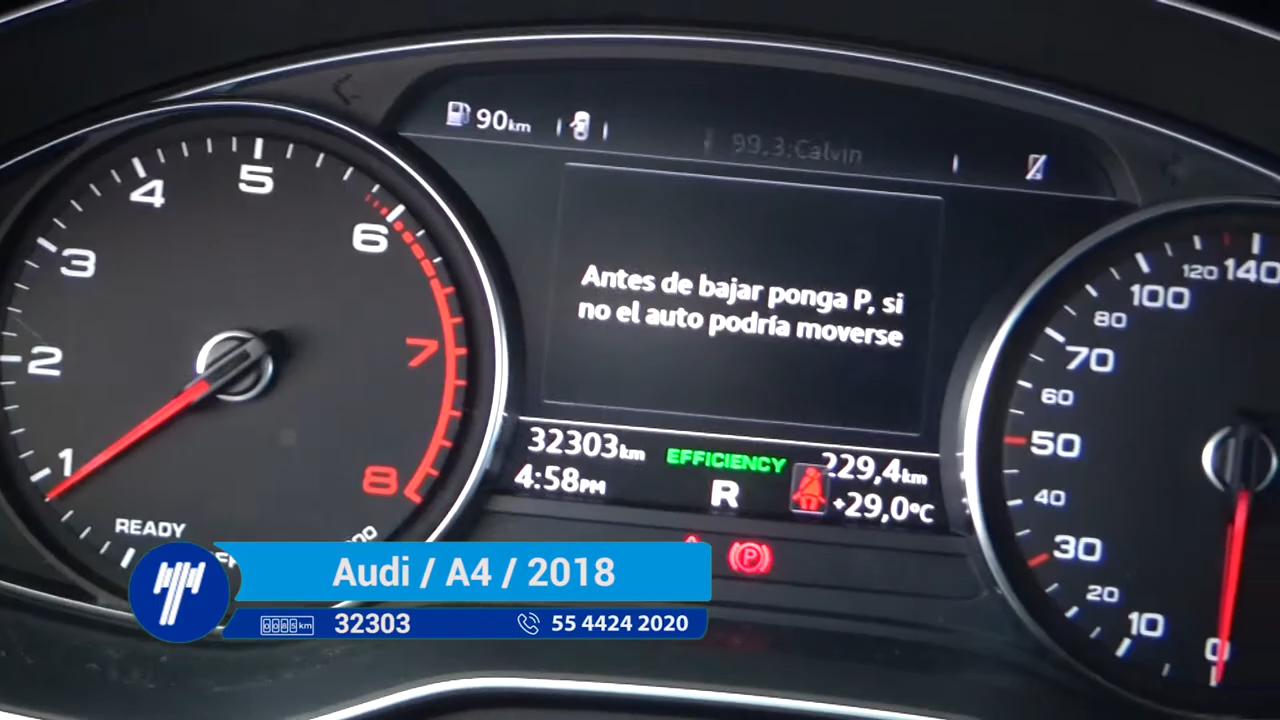 90km
99,3:Calvin
Antes de bajar ponga P, si
no el auto podría moverse
32303km
EFFICIENCY
229,4km
4:58PM
R
+29,0°C
1
2
3
4
5
6
7
8
READY
P
0
10
20
30
40
50
60
70
80
100
120
140
Audi / A4 / 2018
km
32303
55 4424 2020